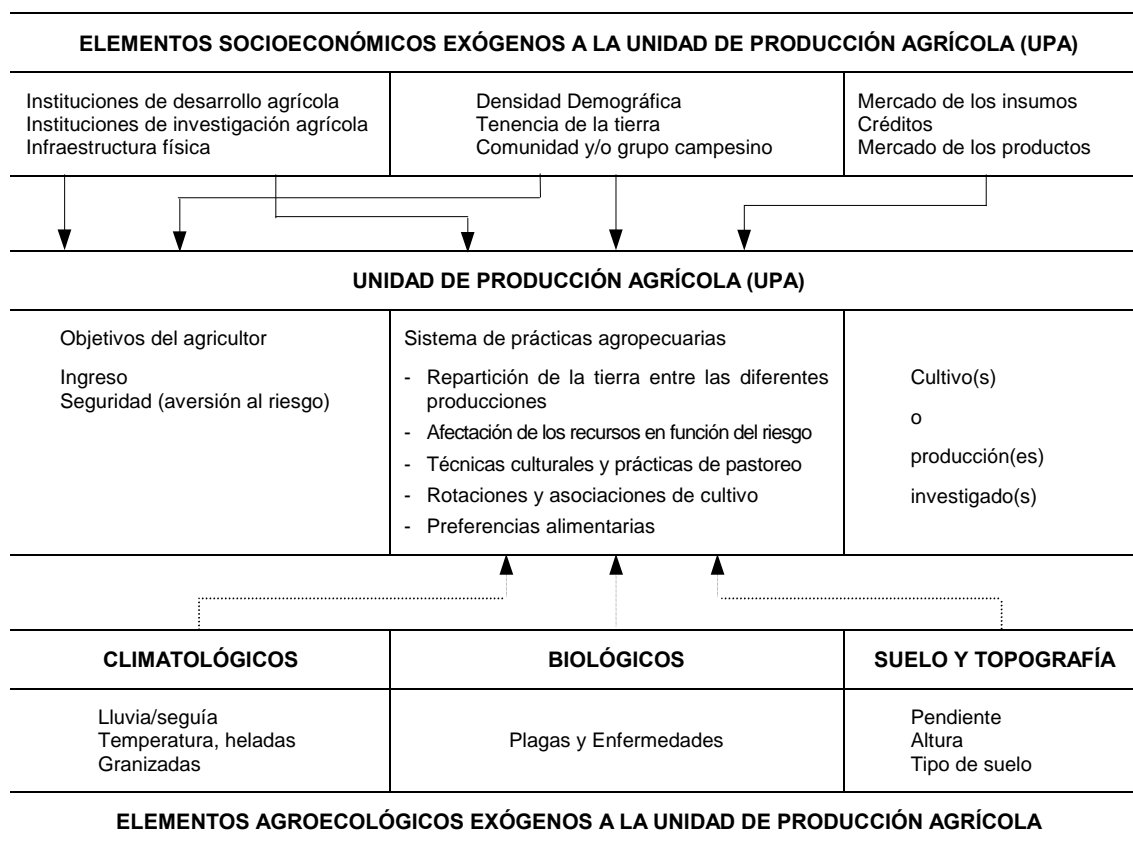 ELEMENTOS SOCIOECONÓMICOS EXÓGENOS A LA UNIDAD DE PRODUCCIÓN AGRÍCOLA (UPA)
Instituciones de desarrollo agrícola
Instituciones de investigación agrícola
Infraestructura física
Densidad Demográfica
Tenencia de la tierra
Comunidad y/o grupo campesino
Mercado de los insumos
Créditos
Mercado de los productos
UNIDAD DE PRODUCCIÓN AGRÍCOLA (UPA)
Objetivos del agricultor
Ingreso
Seguridad (aversión al riesgo)
Sistema de prácticas agropecuarias
- Repartición de la tierra entre las diferentes
producciones
- Afectación de los recursos en función del riesgo
- Técnicas culturales y prácticas de pastoreo
- Rotaciones y asociaciones de cultivo
- Preferencias alimentarias
Cultivo(s)
o
producción(es)
investigado(s)
CLIMATOLÓGICOS
BIOLÓGICOS
SUELO Y TOPOGRAFÍA
Lluvia/seguía
Temperatura, heladas
Granizadas
Plagas y Enfermedades
Pendiente
Altura
Tipo de suelo
ELEMENTOS AGROECOLÓGICOS EXÓGENOS A LA UNIDAD DE PRODUCCIÓN AGRÍCOLA